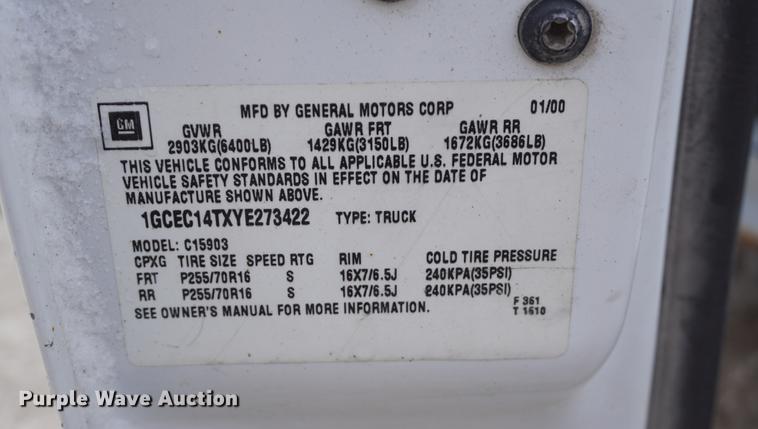 GM
MFD BY GENERAL MOTORS CORP 01/00
GVWR GAWR FRT GAWR RR
2903KG(6400LB) 1429KG(3150LB) 1672KG(3686LB)
THIS VEHICLE CONFORMS TO ALL APPLICABLE U.S. FEDERAL MOTOR
VEHICLE SAFETY STANDARDS IN EFFECT ON THE DATE OF
MANUFACTURE SHOWN ABOVE.
1GCEC14TXYE273422 TYPE: TRUCK
MODEL: C15903
CPXG TIRE SIZE SPEED RTG RIM COLD TIRE PRESSURE
FRT P255/70R16 S 16X7/6.5J 240KPA(35PSI)
RR P255/70R16 S 16X7/6.5J 240KPA(35PSI)
SEE OWNER'S MANUAL FOR MORE INFORMATION.
F 361
T 1610
Purple Wave Auction